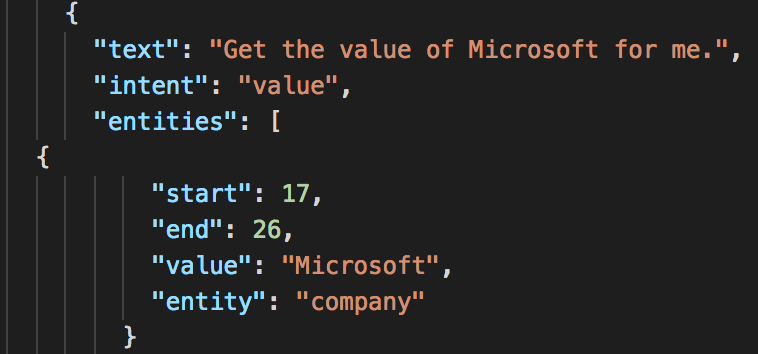 {
"text": "Get the value of Microsoft for me.",
"intent": "value",
"entities": [
{
"start": 17,
"end": 26,
"value": "Microsoft",
"entity": "company"
}